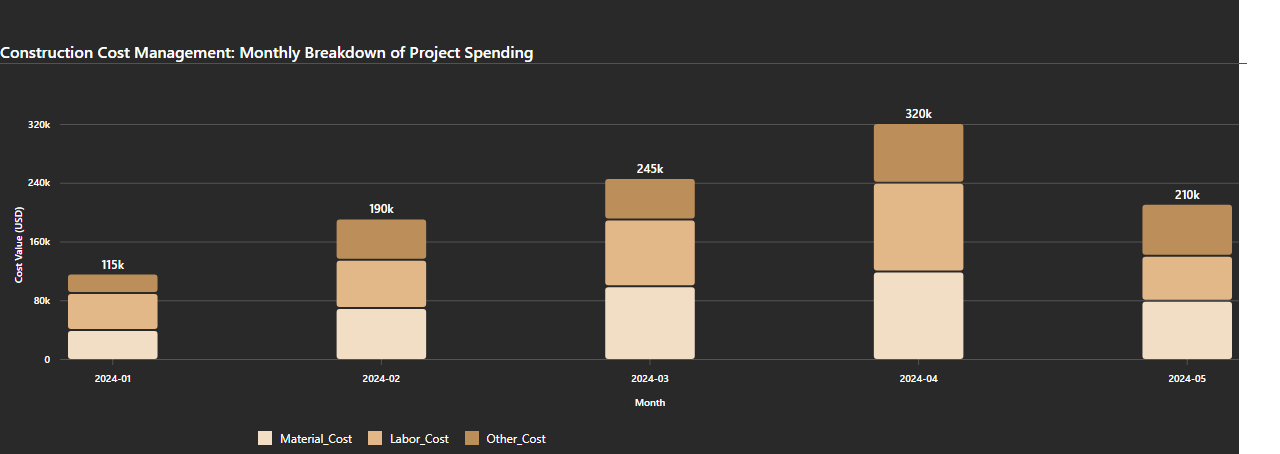 Construction Cost Management: Monthly Breakdown of Project Spending
Cost Value (USD)
320k
240k
160k
80k
0
115k
190k
245k
320k
210k
2024-01
2024-02
2024-03
2024-04
2024-05
Month
Material_Cost
Labor_Cost
Other_Cost